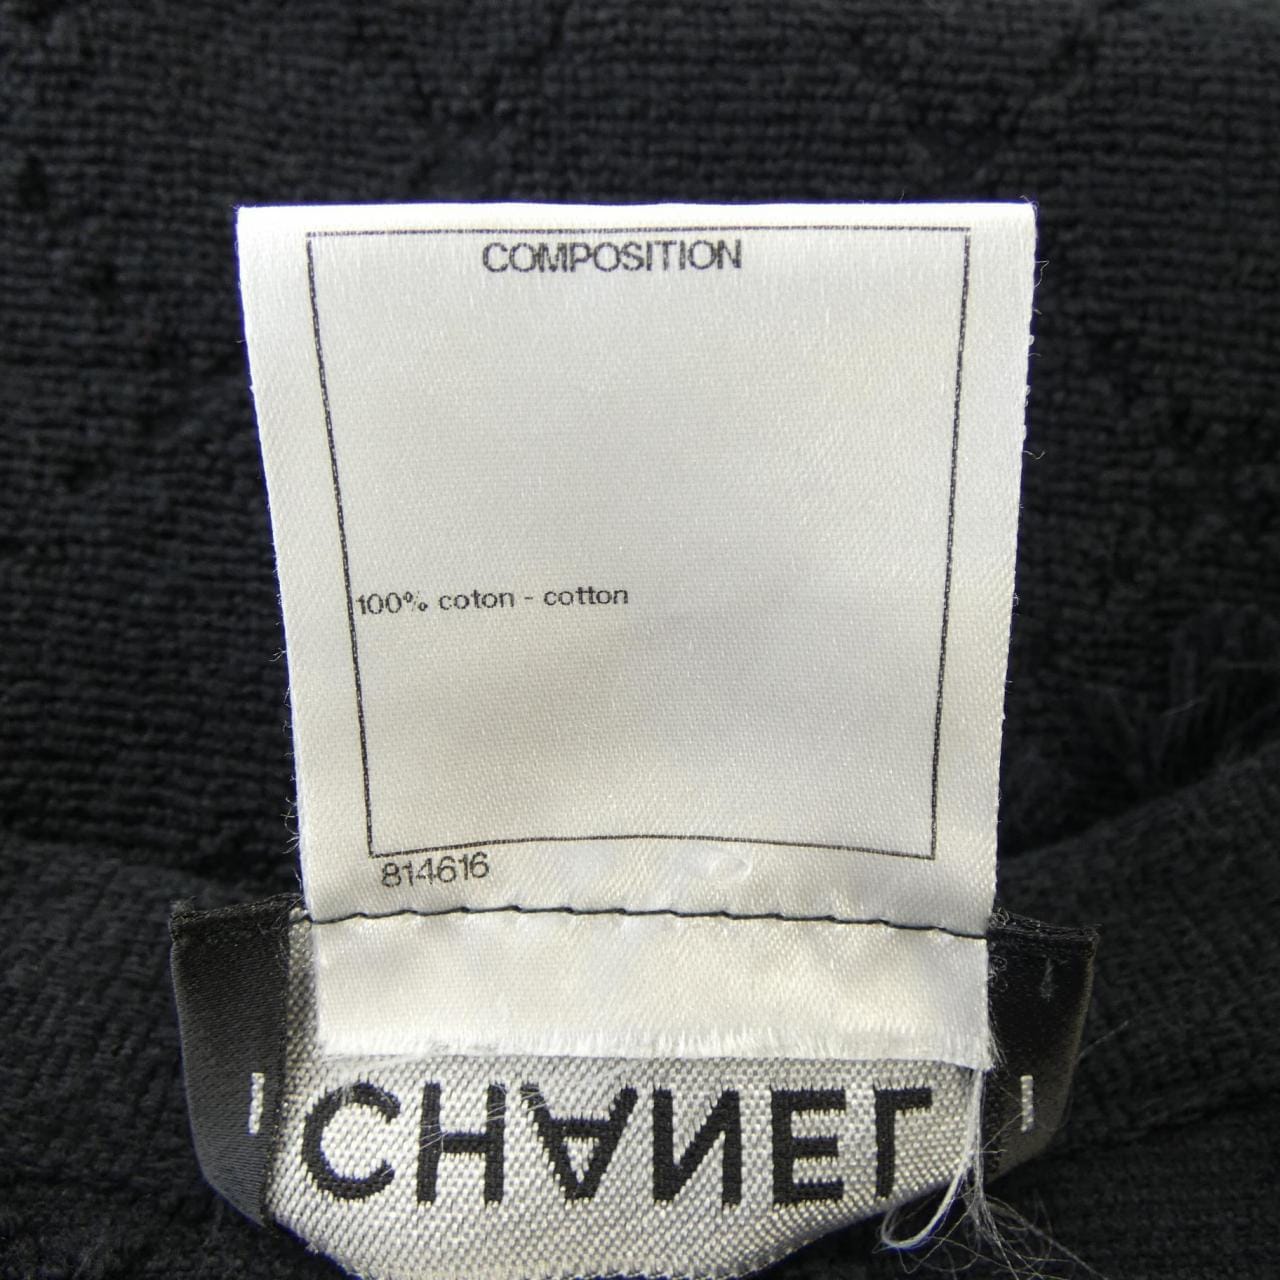 COMPOSITION
100% coton - cotton
814616
CHANEL